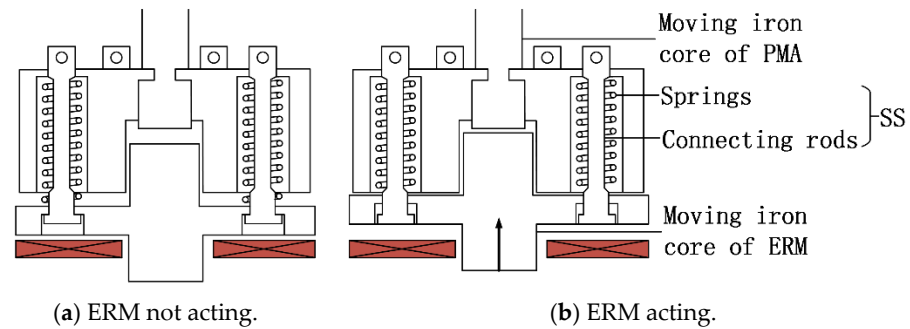 Moving iron
core of PMA
Springs
SS
Connecting rods
Moving iron
core of ERM
(a) ERM not acting.
(b) ERM acting.